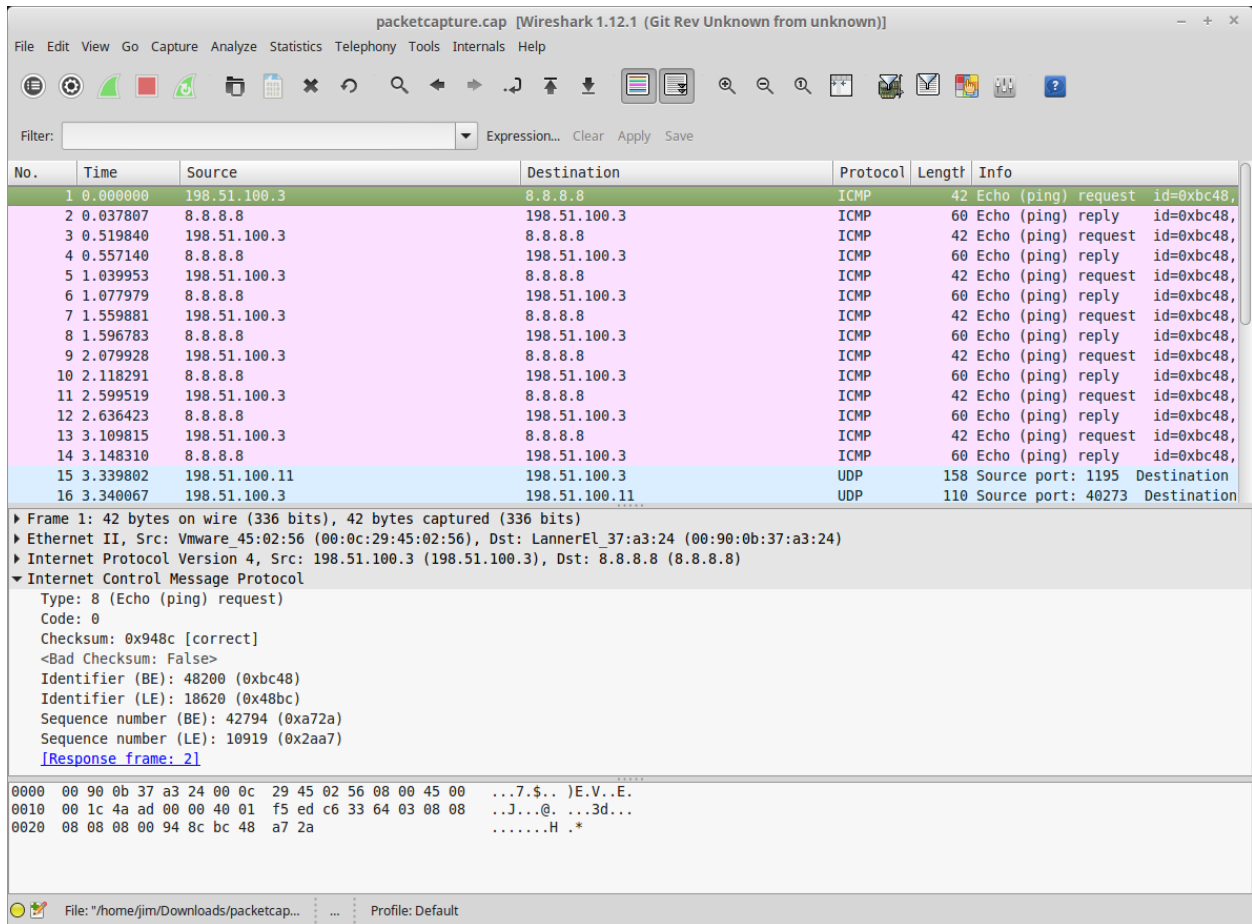 packetcapture.cap [Wireshark 1.12.1 (Git Rev Unknown from unknown)]
File Edit View Go Capture Analyze Statistics Telephony Tools Internals Help
Filter: Expression... Clear Apply Save
No. Time Source Destination Protocol Length Info
1 0.000000 198.51.100.3 8.8.8.8 ICMP 42 Echo (ping) request id=0xbc48,
2 0.037807 8.8.8.8 198.51.100.3 ICMP 60 Echo (ping) reply id=0xbc48,
3 0.519840 198.51.100.3 8.8.8.8 ICMP 42 Echo (ping) request id=0xbc48,
4 0.557140 8.8.8.8 198.51.100.3 ICMP 60 Echo (ping) reply id=0xbc48,
5 1.039953 198.51.100.3 8.8.8.8 ICMP 42 Echo (ping) request id=0xbc48,
6 1.077979 8.8.8.8 198.51.100.3 ICMP 60 Echo (ping) reply id=0xbc48,
7 1.559881 198.51.100.3 8.8.8.8 ICMP 42 Echo (ping) request id=0xbc48,
8 1.596783 8.8.8.8 198.51.100.3 ICMP 60 Echo (ping) reply id=0xbc48,
9 2.079928 198.51.100.3 8.8.8.8 ICMP 42 Echo (ping) request id=0xbc48,
10 2.118291 8.8.8.8 198.51.100.3 ICMP 60 Echo (ping) reply id=0xbc48,
11 2.599519 198.51.100.3 8.8.8.8 ICMP 42 Echo (ping) request id=0xbc48,
12 2.636423 8.8.8.8 198.51.100.3 ICMP 60 Echo (ping) reply id=0xbc48,
13 3.109815 198.51.100.3 8.8.8.8 ICMP 42 Echo (ping) request id=0xbc48,
14 3.148310 8.8.8.8 198.51.100.3 ICMP 60 Echo (ping) reply id=0xbc48,
15 3.339802 198.51.100.11 198.51.100.3 UDP 158 Source port: 1195 Destination
16 3.340067 198.51.100.3 198.51.100.11 UDP 110 Source port: 40273 Destination
Frame 1: 42 bytes on wire (336 bits), 42 bytes captured (336 bits)
Ethernet II, Src: Vmware_45:02:56 (00:0c:29:45:02:56), Dst: LannerEl_37:a3:24 (00:90:0b:37:a3:24)
Internet Protocol Version 4, Src: 198.51.100.3 (198.51.100.3), Dst: 8.8.8.8 (8.8.8.8)
Internet Control Message Protocol
Type: 8 (Echo (ping) request)
Code: 0
Checksum: 0x948c [correct]
<Bad Checksum: False>
Identifier (BE): 48200 (0xbc48)
Identifier (LE): 18620 (0x48bc)
Sequence number (BE): 42794 (0xa72a)
Sequence number (LE): 10919 (0x2aa7)
[Response frame: 2]
0000 00 90 0b 37 a3 24 00 0c 29 45 02 56 08 00 45 00 ...7.$.. )E.V..E.
0010 00 1c 4a ad 00 00 40 01 f5 ed c6 33 64 03 08 08 ..J...@. ...3d...
0020 08 08 08 00 94 8c bc 48 a7 2a .......H .*
File: "/home/jim/Downloads/packetcap... ... Profile: Default